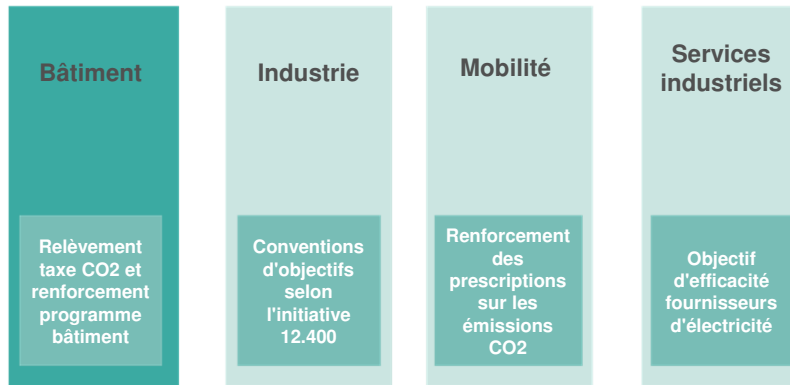 Bâtiment
Relèvement
taxe CO2 et
renforcement
programme
bâtiment
Industrie
Conventions
d'objectifs
selon
l'initiative
12.400
Mobilité
Renforcement
des
prescriptions
sur les
émissions
CO2
Services
industriels
Objectif
d'efficacité
fournisseurs
d'électricité